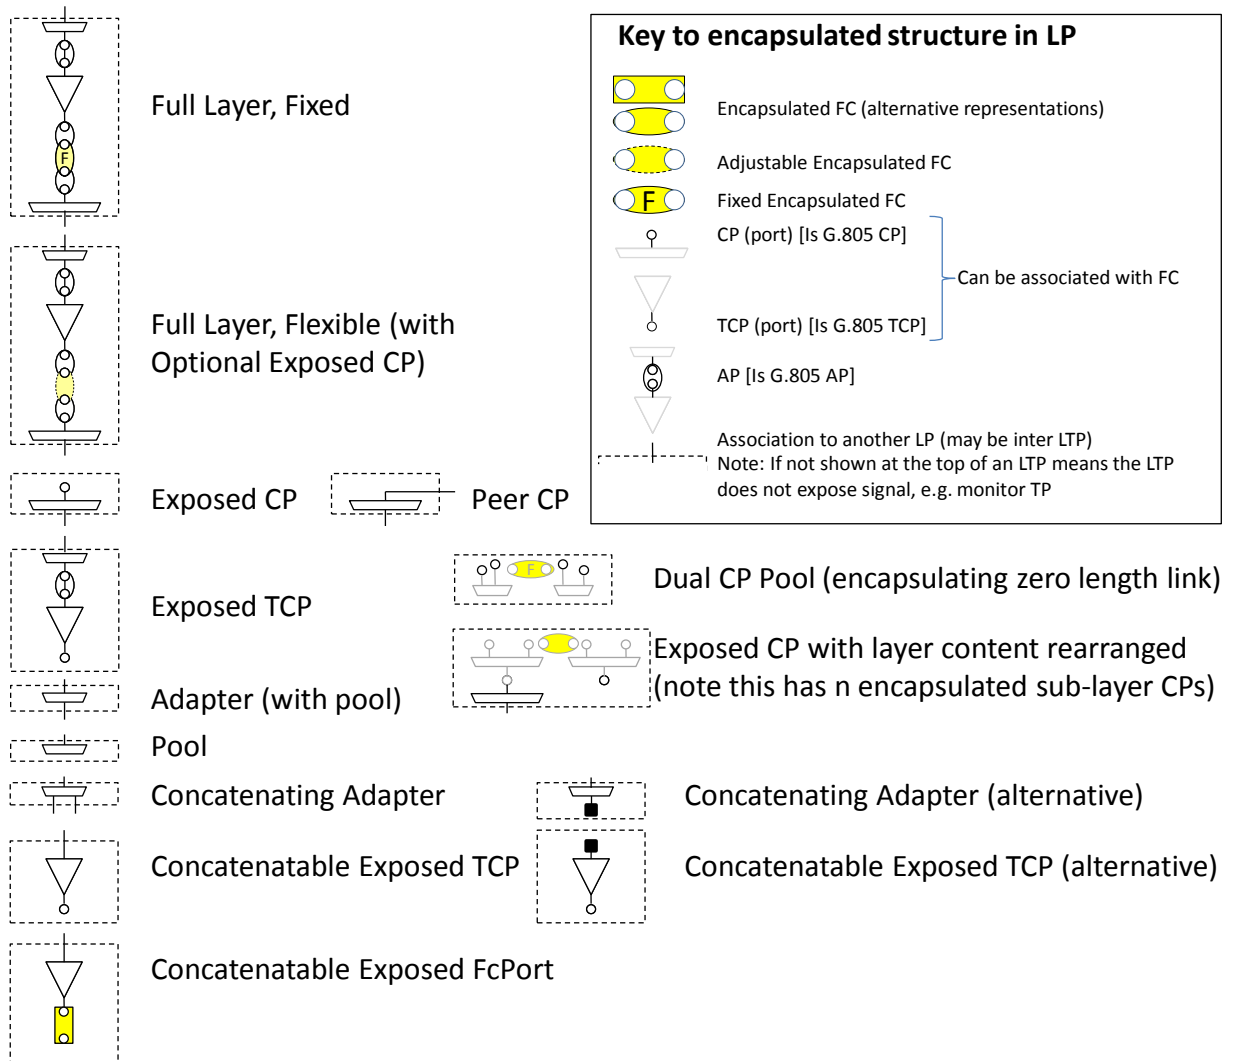 Key to encapsulated structure in LP
Encapsulated FC (alternative representations)
Adjustable Encapsulated FC
F
Fixed Encapsulated FC
CP (port) [Is G.805 CP]
Can be associated with FC
TCP (port) [Is G.805 TCP]
AP [Is G.805 AP]
Association to another LP (may be inter LTP)
Note: If not shown at the top of an LTP means the LTP
does not expose signal, e.g. monitor TP
F
Full Layer, Fixed
Full Layer, Flexible (with
Optional Exposed CP)
Exposed CP
Peer CP
Exposed TCP
F
Dual CP Pool (encapsulating zero length link)
Exposed CP with layer content rearranged
(note this has n encapsulated sub-layer CPs)
Adapter (with pool)
Pool
Concatenating Adapter
Concatenating Adapter (alternative)
Concatenatable Exposed TCP
Concatenatable Exposed TCP (alternative)
Concatenatable Exposed FcPort